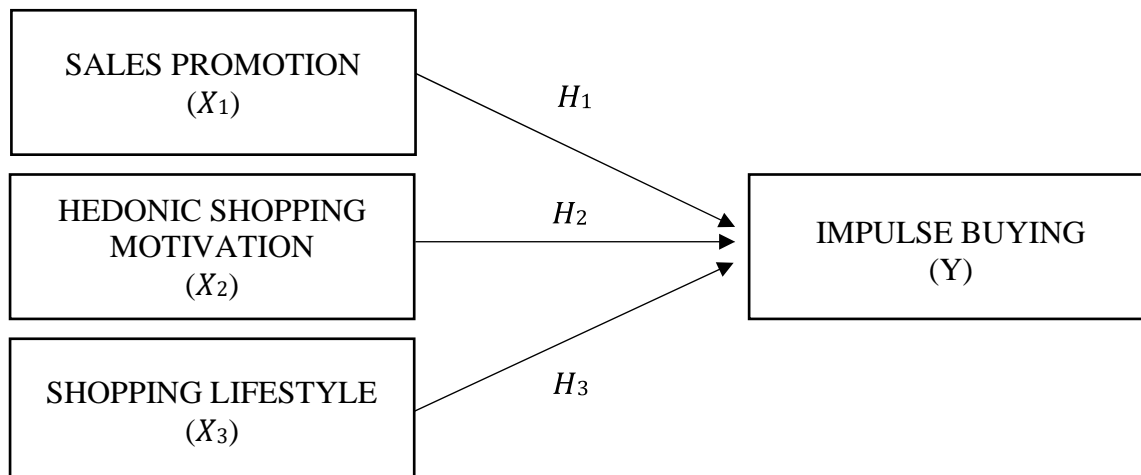 SALES PROMOTION
(X1)
H1
HEDONIC SHOPPING
MOTIVATION
(X2)
H2
IMPULSE BUYING
(Y)
SHOPPING LIFESTYLE
(X3)
H3